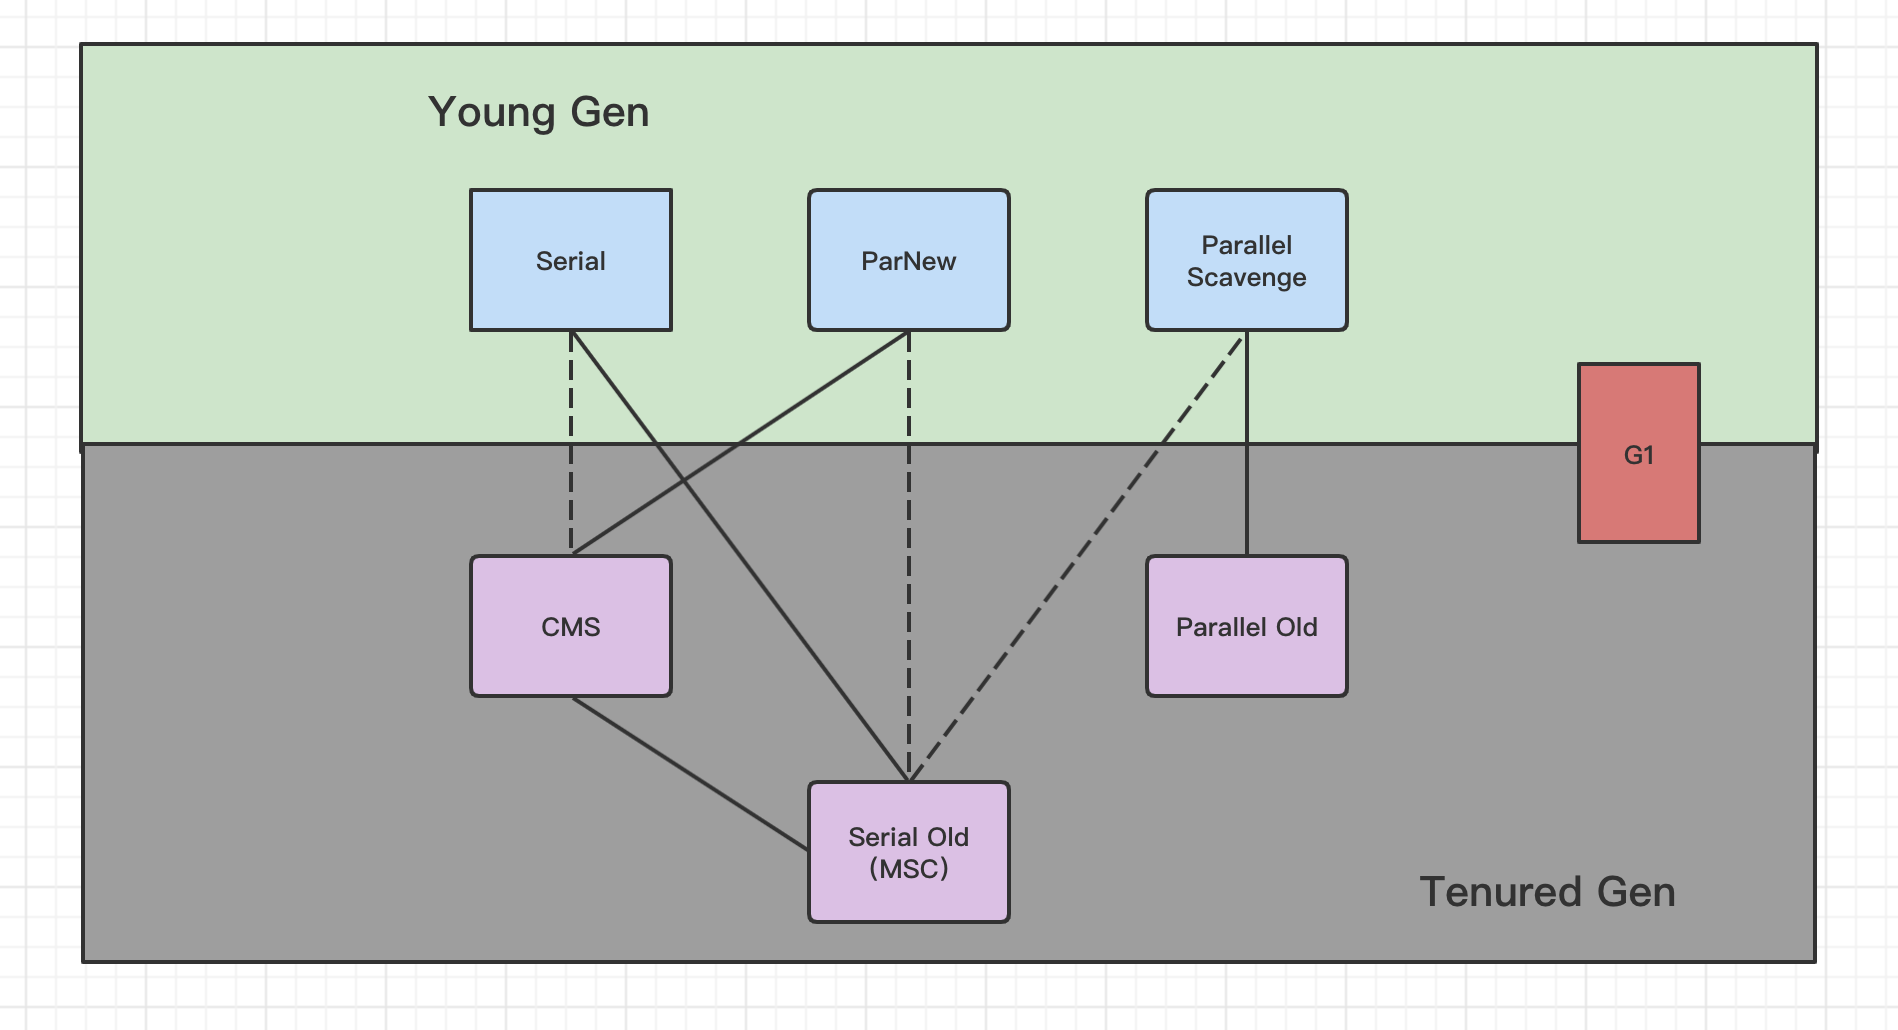 Young Gen
Serial
ParNew
Parallel
Scavenge
G1
CMS
Parallel Old
Serial Old
(MSC)
Tenured Gen